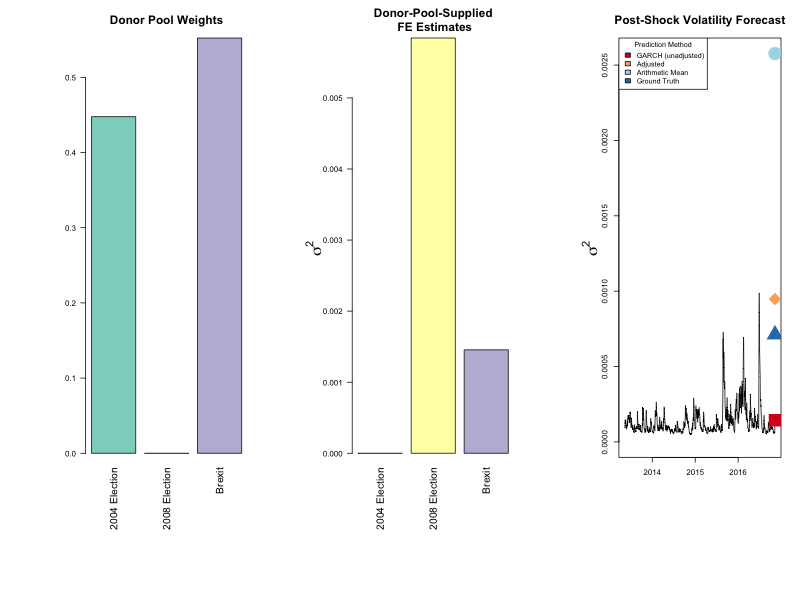 Donor Pool Weights
0.5
0.4
0.3
0.2
0.1
0.0
2004 Election
2008 Election
Brexit
Donor-Pool-Supplied
FE Estimates
σ2
0.005
0.004
0.003
0.002
0.001
0.000
2004 Election
2008 Election
Brexit
Post-Shock Volatility Forecast
Prediction Method
GARCH (unadjusted)
Adjusted
Arithmetic Mean
Ground Truth
σ2
0.0025
0.0020
0.0015
0.0010
0.0005
0.0000
2014
2015
2016